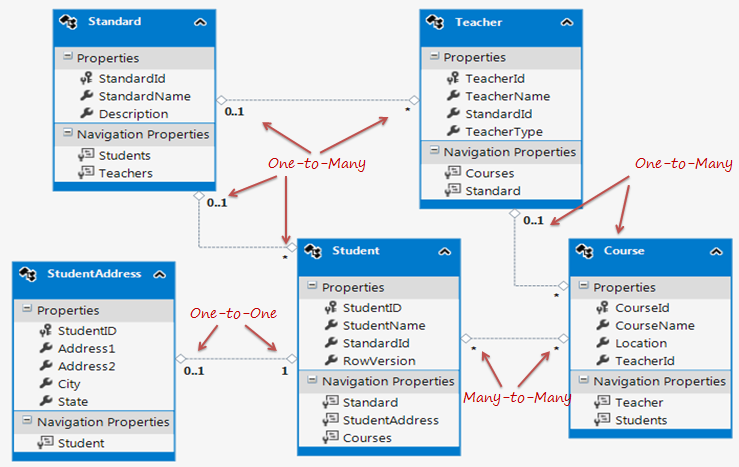 Standard
Properties
StandardId
StandardName
Description
Navigation Properties
Students
Teachers
Teacher
Properties
TeacherId
TeacherName
StandardId
TeacherType
Navigation Properties
Courses
Standard
0..1
*
One-to-Many
0..1
*
One-to-Many
0..1
*
StudentAddress
Properties
StudentID
Address1
Address2
City
State
Navigation Properties
Student
One-to-One
0..1
1
Student
Properties
StudentID
StudentName
StandardId
RowVersion
Navigation Properties
Standard
StudentAddress
Courses
*
*
Many-to-Many
Course
Properties
CourseId
CourseName
Location
TeacherId
Navigation Properties
Teacher
Students